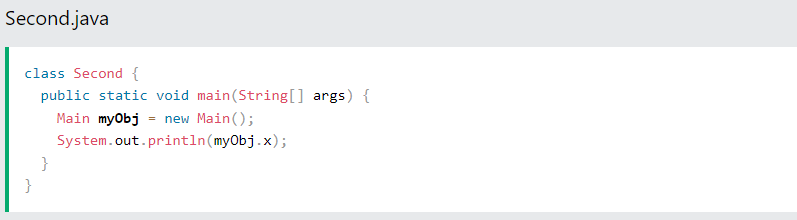 Second.java
class Second {
  public static void main(String[] args) {
    Main myObj = new Main();
    System.out.println(myObj.x);
  }
}